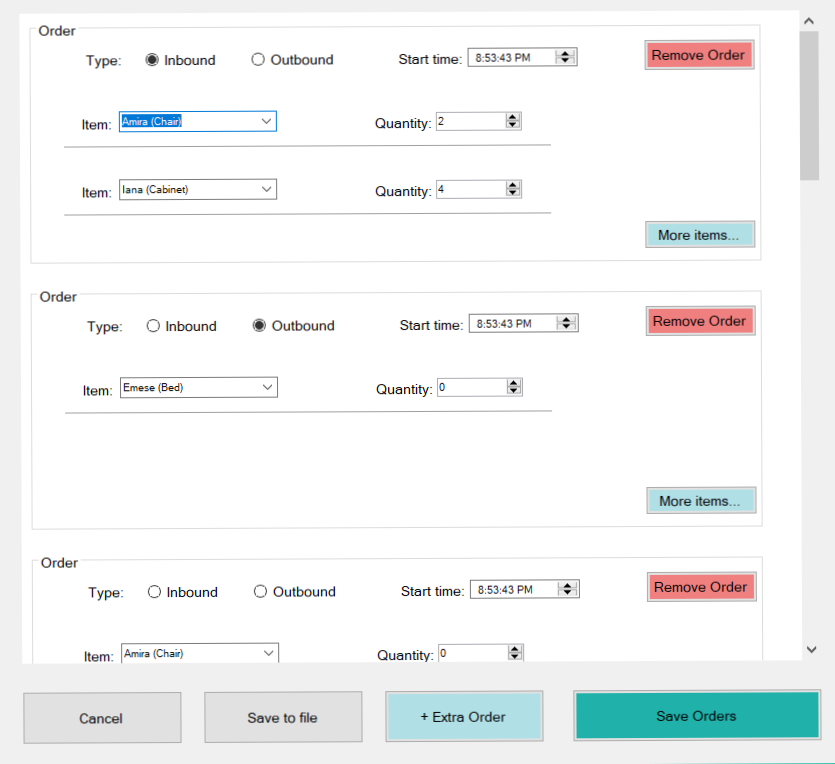 Order
Type: Inbound Outbound Start time: 8:53:43 PM Remove Order
Item: Amira (Chair) Quantity: 2
Item: Iana (Cabinet) Quantity: 4
More items...
Order
Type: Inbound Outbound Start time: 8:53:43 PM Remove Order
Item: Emese (Bed) Quantity: 0
More items...
Order
Type: Inbound Outbound Start time: 8:53:43 PM Remove Order
Item: Amira (Chair) Quantity: 0
Cancel Save to file + Extra Order Save Orders